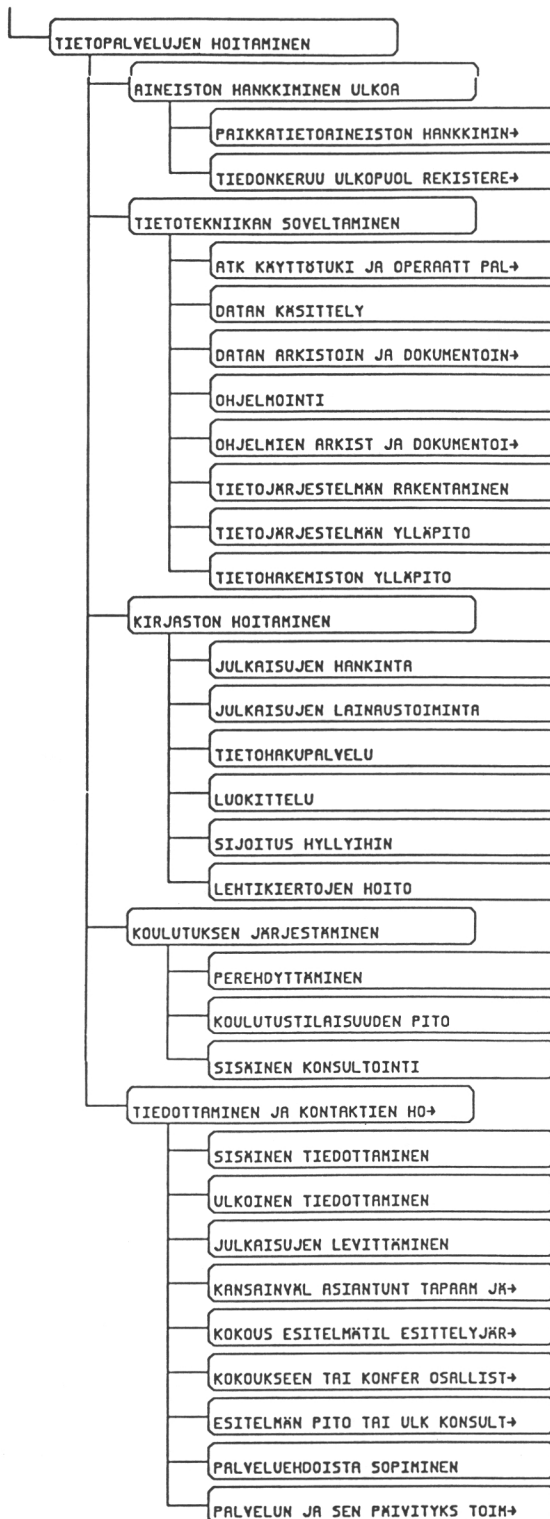 TIETOPALVELUJEN HOITAMINEN
AINEISTON HANKKIMINEN ULKOA
PAIKKATIETOAINEISTON HANKKIMIN→
TIEDONKERUU ULKOPUOL REKISTERE→
TIETOTEKNIIKAN SOVELTAMINEN
ATK KÄYTTÖTUKI JA OPERAATT PAL→
DATAN KÄSITTELY
DATAN ARKISTOIN JA DOKUMENTOIN→
OHJELMOINTI
OHJELMIEN ARKIST JA DOKUMENTOI→
TIETOJÄRJESTELMÄN RAKENTAMINEN
TIETOJÄRJESTELMÄN YLLÄPITO
TIETOHAKEMISTON YLLÄPITO
KIRJASTON HOITAMINEN
JULKAISUJEN HANKINTA
JULKAISUJEN LAINAUSTOIMINTA
TIETOHAKUPALVELU
LUOKITTELU
SIJOITUS HYLLYIHIN
LEHTIKIERTOJEN HOITO
KOULUTUKSEN JÄRJESTÄMINEN
PEREHDYTTÄMINEN
KOULUTUSTILAISUUDEN PITO
SISÄINEN KONSULTOINTI
TIEDOTTAMINEN JA KONTAKTIEN HO→
SISÄINEN TIEDOTTAMINEN
ULKOINEN TIEDOTTAMINEN
JULKAISUJEN LEVITTÄMINEN
KANSAINVÄL ASIANTUNT TAPAAM JÄ→
KOKOUS ESITELMÄTIL ESITTELYJÄR→
KOKOUKSEEN TAI KONFER OSALLIST→
ESITELMÄN PITO TAI ULK KONSULT→
PALVELUEHDOISTA SOPIMINEN
PALVELUN JA SEN PÄIVITYKS TOIM→